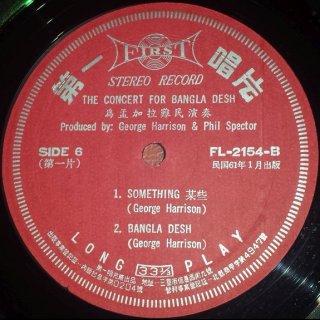 FIRST
第一唱片
STEREO RECORD
THE CONCERT FOR BANGLA DESH
為孟加拉難民演奏
Produced by: George Harrison & Phil Spector
SIDE 6
(第一片)
FL-2154-B
民国61年1月出版
1. SOMETHING 某些
(George Harrison)
2. BANGLA DESH
(George Harrison)
LONG PLAY
33⅓